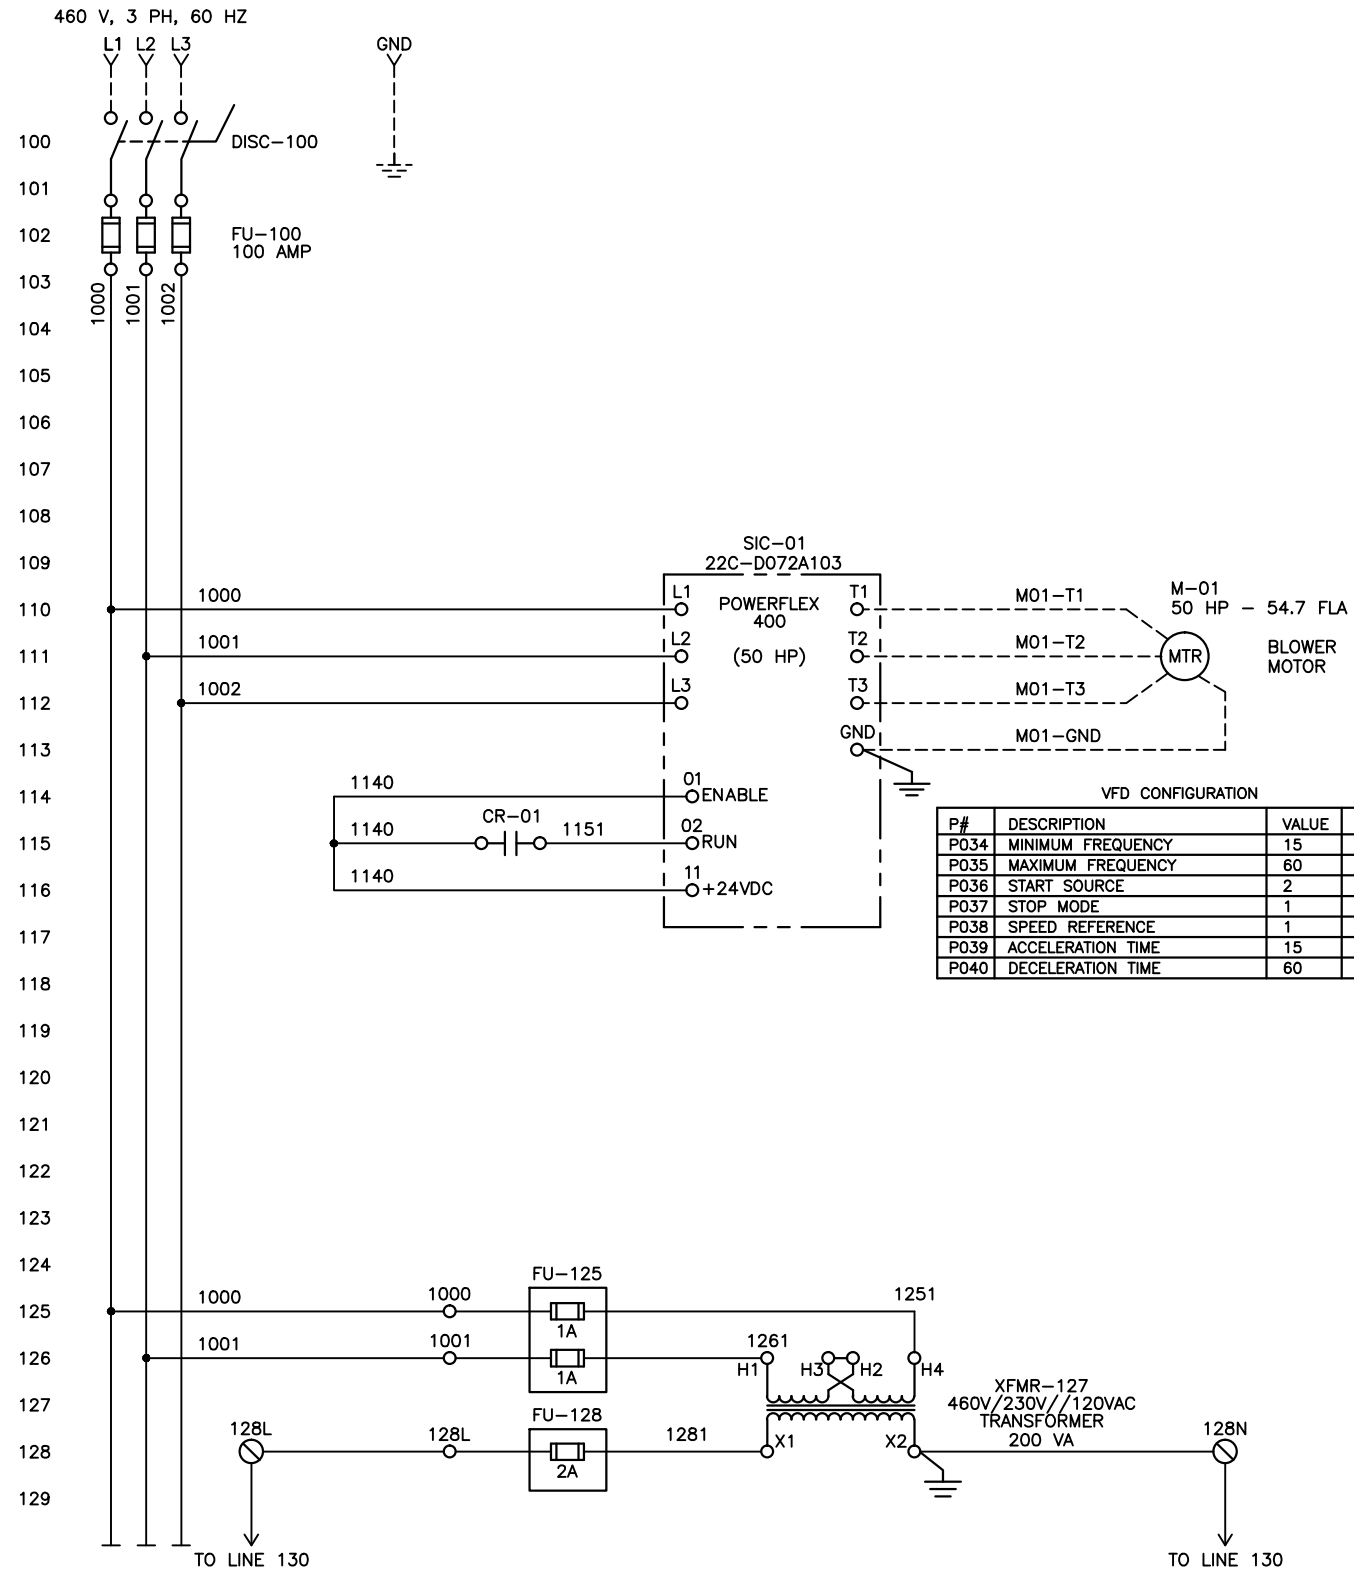 460 V, 3 PH, 60 HZ
L1 L2 L3
GND
100
DISC-100
101
102
FU-100
100 AMP
103
1000
1001
1002
104
105
106
107
108
SIC-01
109
22C-D072A103
1000
L1
POWERFLEX
400
T1
M01-T1
M-01
50 HP - 54.7 FLA
110
1001
L2
(50 HP)
T2
M01-T2
MTR
BLOWER
MOTOR
111
1002
L3
T3
M01-T3
112
GND
M01-GND
113
1140
01
ENABLE
114
VFD CONFIGURATION
1140
CR-01
1151
02
RUN
115
1140
11
+24VDC
116
P# DESCRIPTION VALUE
P034 MINIMUM FREQUENCY 15
P035 MAXIMUM FREQUENCY 60
P036 START SOURCE 2
P037 STOP MODE 1
P038 SPEED REFERENCE 1
P039 ACCELERATION TIME 15
P040 DECELERATION TIME 60
117
118
119
120
121
122
123
124
FU-125
125
1000
1000
1A
1251
126
1001
1001
1A
1261
H1
H3
H2
H4
127
XFMR-127
460V/230V//120VAC
TRANSFORMER
200 VA
FU-128
128
128L
128L
2A
1281
X1
X2
128N
129
TO LINE 130
TO LINE 130